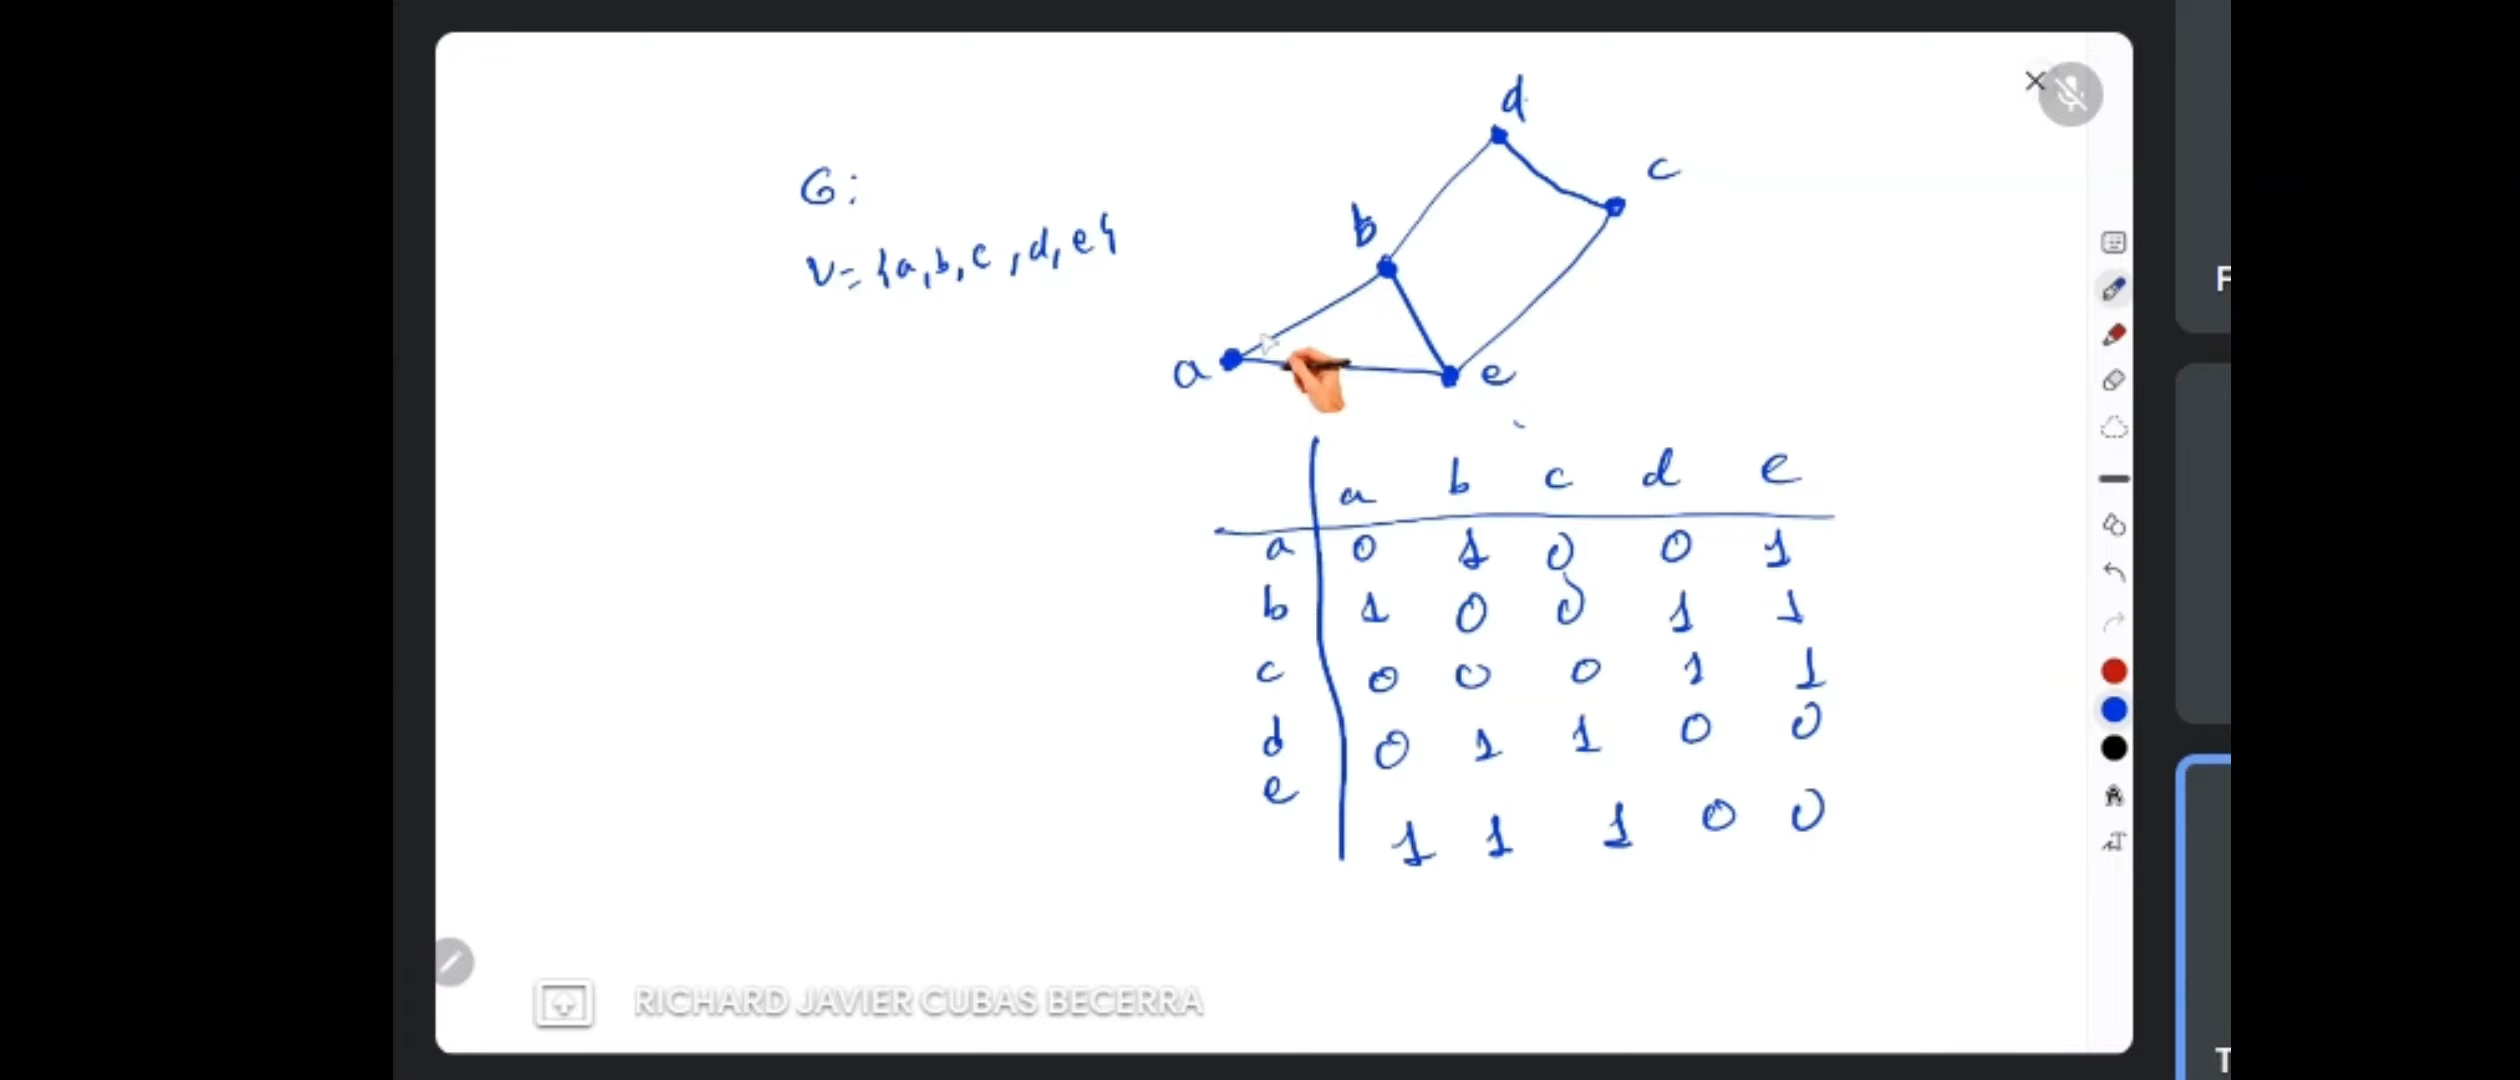 d
c
G:
b
V= {a, b, c, d, e}
a
e
a b c d e
a 0 1 0 0 1
b 1 0 0 1 1
c 0 0 0 1 1
d 0 1 1 0 0
e 1 1 1 0 0
RICHARD JAVIER CUBAS BECERRA
F
T